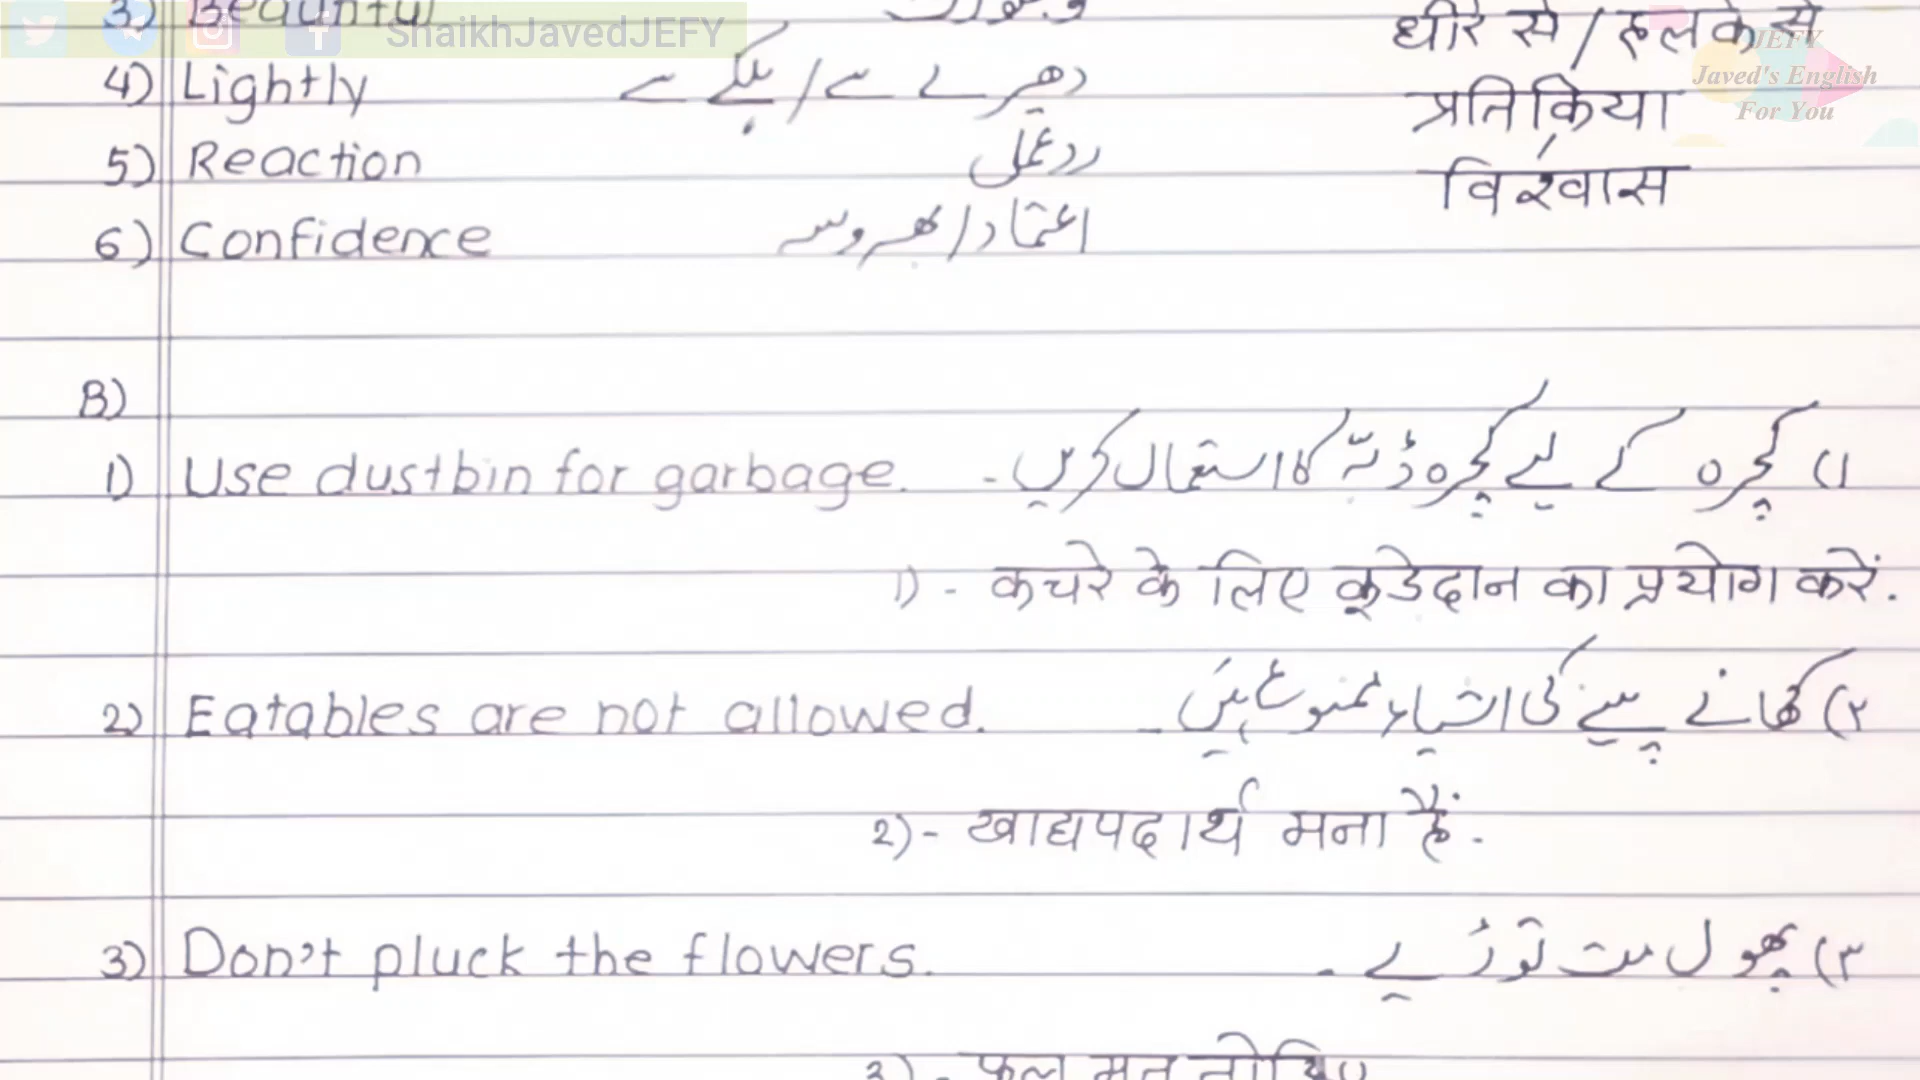 3) Beautiful
ShaikhJavedJEFY
धीरे से / हलके से
JEFY
Javed's English
For You
4) Lightly دھیرے سے / ہلکے سے
प्रतिक्रिया
5) Reaction ردعمل
विश्वास
6) Confidence اعتماد / بھروسہ
B)
1) Use dustbin for garbage. ۱) کچرہ کے لیے کچرہ ڈبّہ کا استعمال کریں -
1) - कचरे के लिए कूडेदान का प्रयोग करें.
2) Eatables are not allowed. ۲) کھانے پینے کی اشیاء ممنوع ہیں -
2) - खाद्यपदार्थ मना हैं.
3) Don't pluck the flowers. ۳) پھول مت توڑیے -